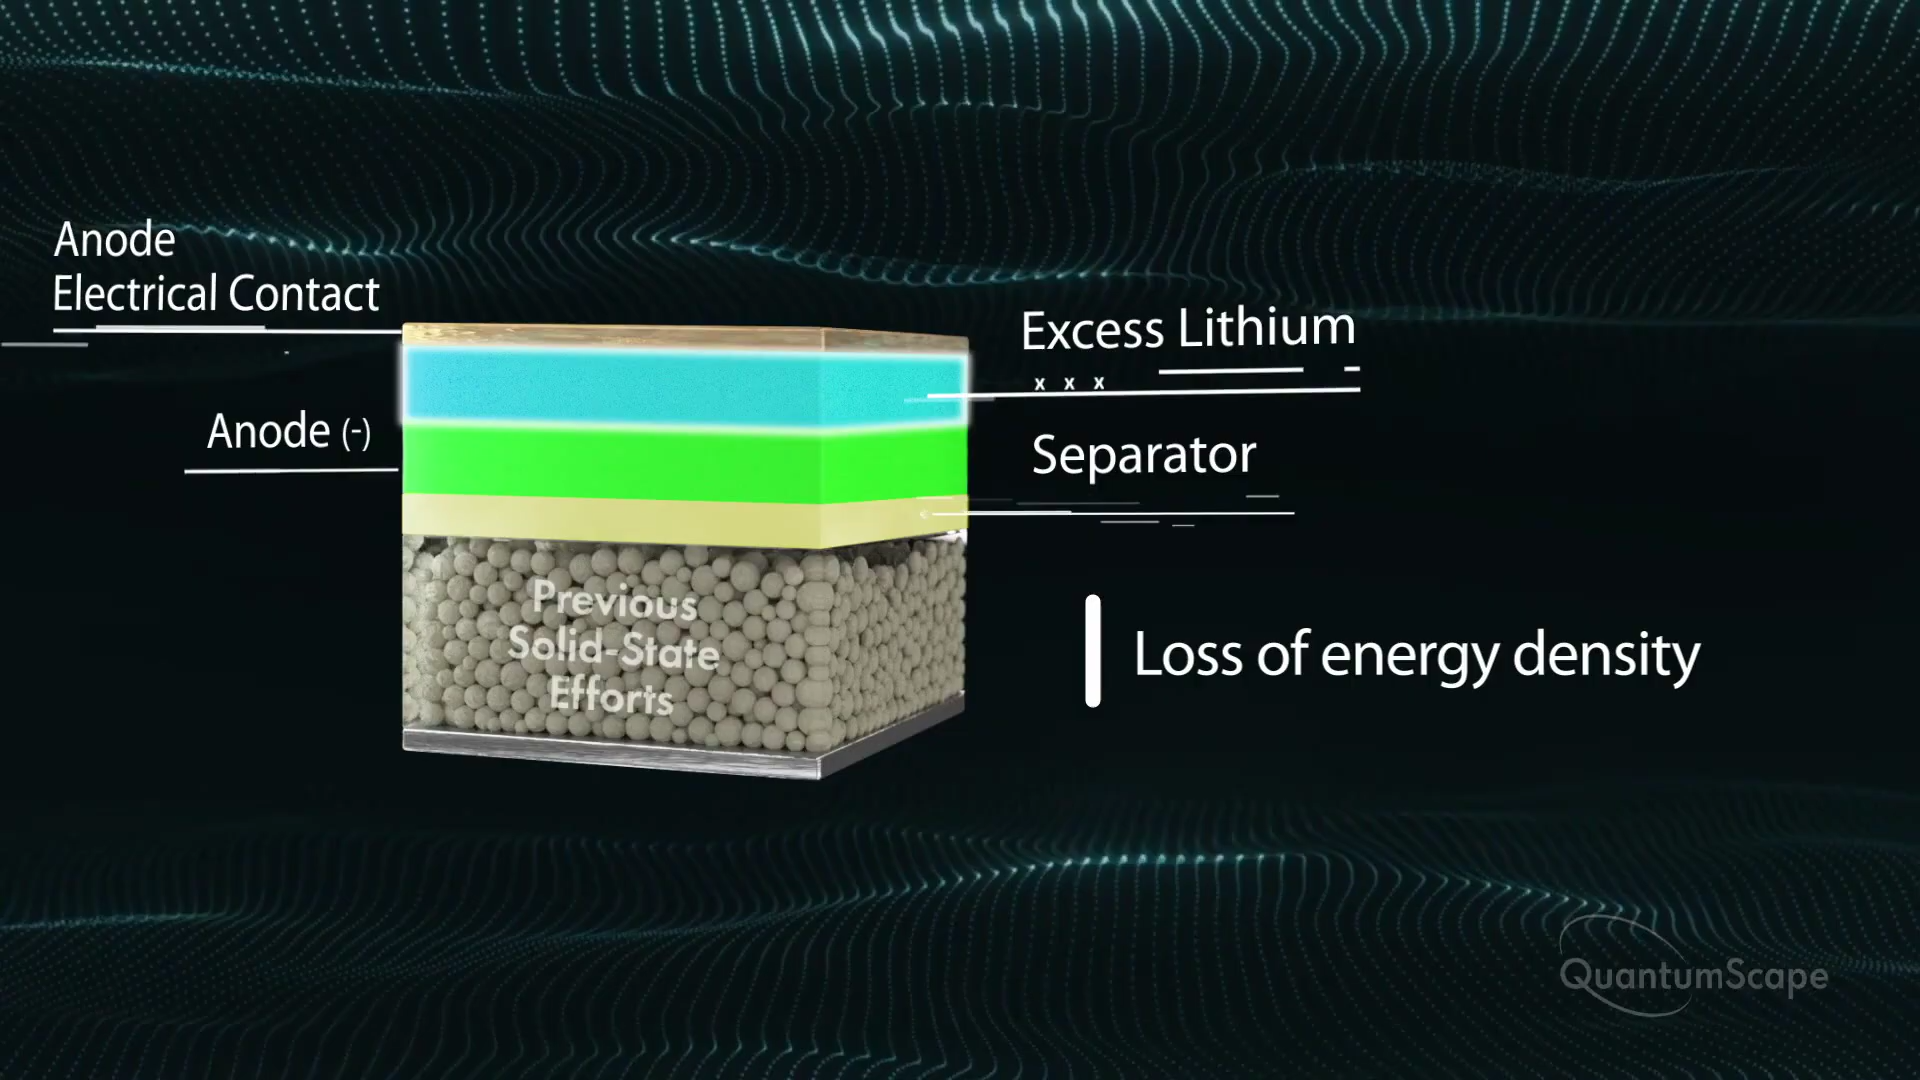 Anode
Electrical Contact
Excess Lithium
x x x
Anode (-)
Separator
Previous
Solid-State
Efforts
Loss of energy density
QuantumScape